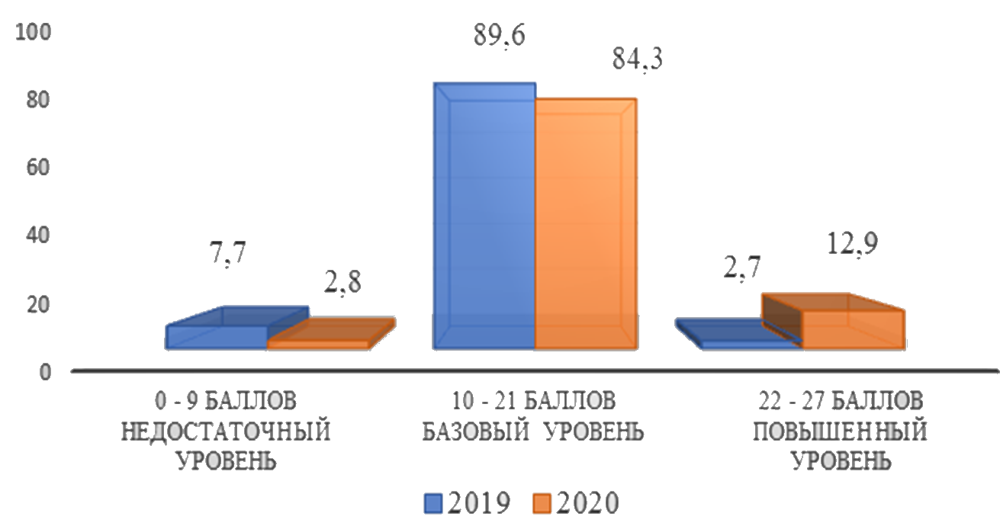 100
80
60
40
20
0
89,6
84,3
7,7
2,8
2,7
12,9
0 - 9 БАЛЛОВ
НЕДОСТАТОЧНЫЙ
УРОВЕНЬ
10 - 21 БАЛЛОВ
БАЗОВЫЙ УРОВЕНЬ
22 - 27 БАЛЛОВ
ПОВЫШЕННЫЙ
УРОВЕНЬ
2019 2020